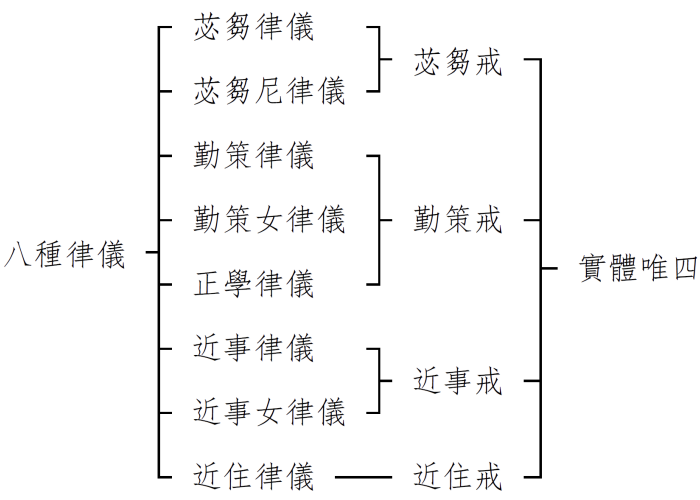 八種律儀
苾芻律儀
苾芻尼律儀
勤策律儀
勤策女律儀
正學律儀
近事律儀
近事女律儀
近住律儀
苾芻戒
勤策戒
近事戒
近住戒
實體唯四